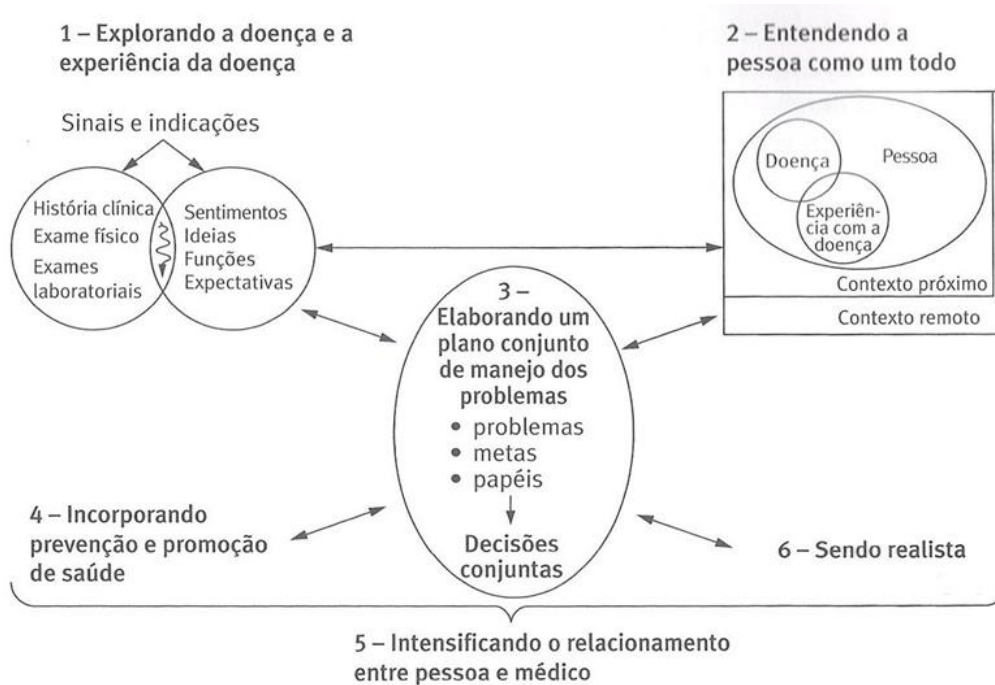 1 – Explorando a doença e a
experiência da doença
Sinais e indicações
História clínica
Exame físico
Exames
laboratoriais
Sentimentos
Ideias
Funções
Expectativas
2 – Entendendo a
pessoa como um todo
Doença
Pessoa
Experiên-
cia com a
doença
Contexto próximo
Contexto remoto
3 –
Elaborando um
plano conjunto
de manejo dos
problemas
• problemas
• metas
• papéis
Decisões
conjuntas
4 – Incorporando
prevenção e promoção
de saúde
6 – Sendo realista
5 – Intensificando o relacionamento
entre pessoa e médico